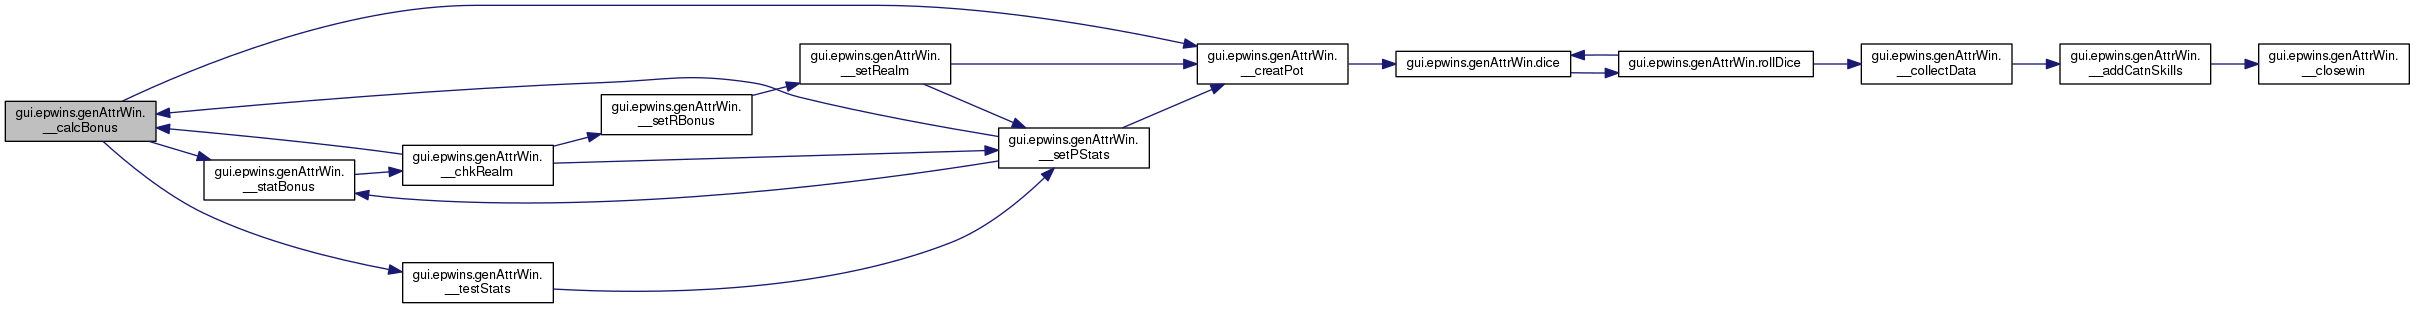 gui.epwins.genAttrWin.
__calcBonus
gui.epwins.genAttrWin.
__statBonus
gui.epwins.genAttrWin.
__chkRealm
gui.epwins.genAttrWin.
__testStats
gui.epwins.genAttrWin.
__setRBonus
gui.epwins.genAttrWin.
__setRealm
gui.epwins.genAttrWin.
__setPStats
gui.epwins.genAttrWin.
__creatPot
gui.epwins.genAttrWin.dice
gui.epwins.genAttrWin.rollDice
gui.epwins.genAttrWin.
__collectData
gui.epwins.genAttrWin.
__addCatnSkills
gui.epwins.genAttrWin.
__closewin